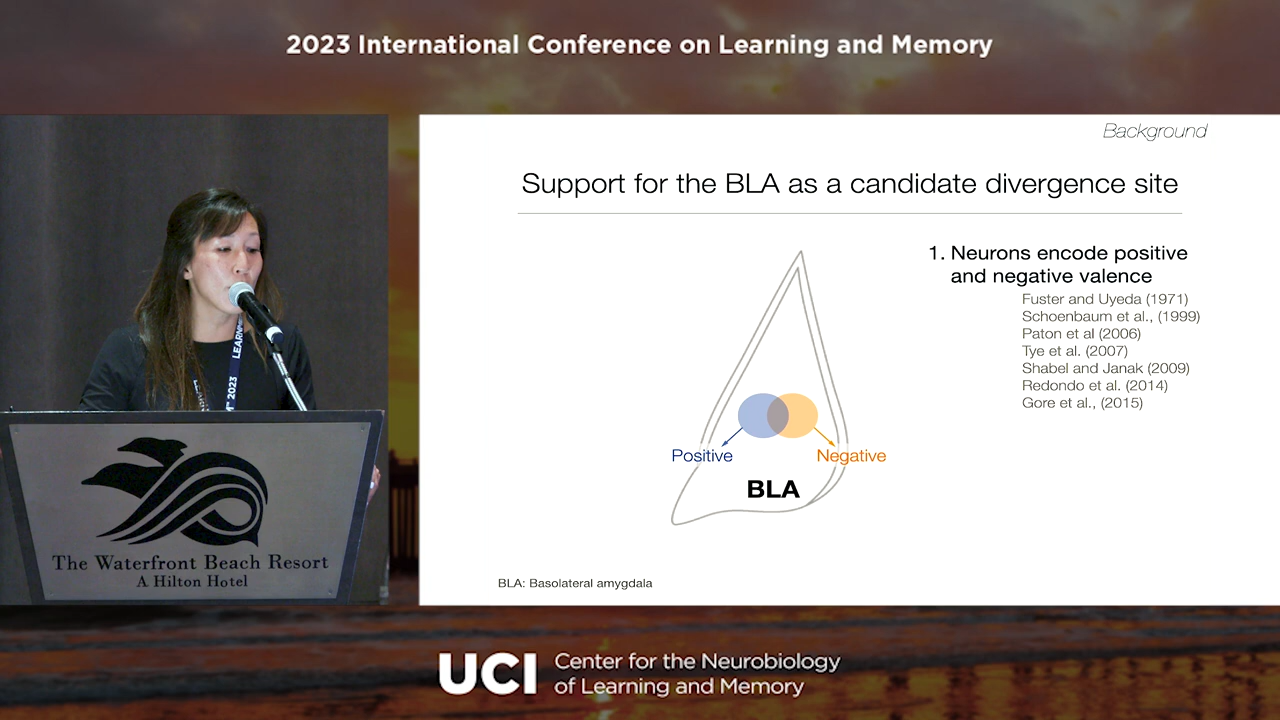 2023 International Conference on Learning and Memory
Background
Support for the BLA as a candidate divergence site
1. Neurons encode positive
and negative valence
Fuster and Uyeda (1971)
Schoenbaum et al., (1999)
Paton et al (2006)
Tye et al. (2007)
Shabel and Janak (2009)
Redondo et al. (2014)
Gore et al., (2015)
Positive
Negative
BLA
BLA: Basolateral amygdala
2023
The Waterfront Beach Resort
A Hilton Hotel
UCI
Center for the Neurobiology
of Learning and Memory